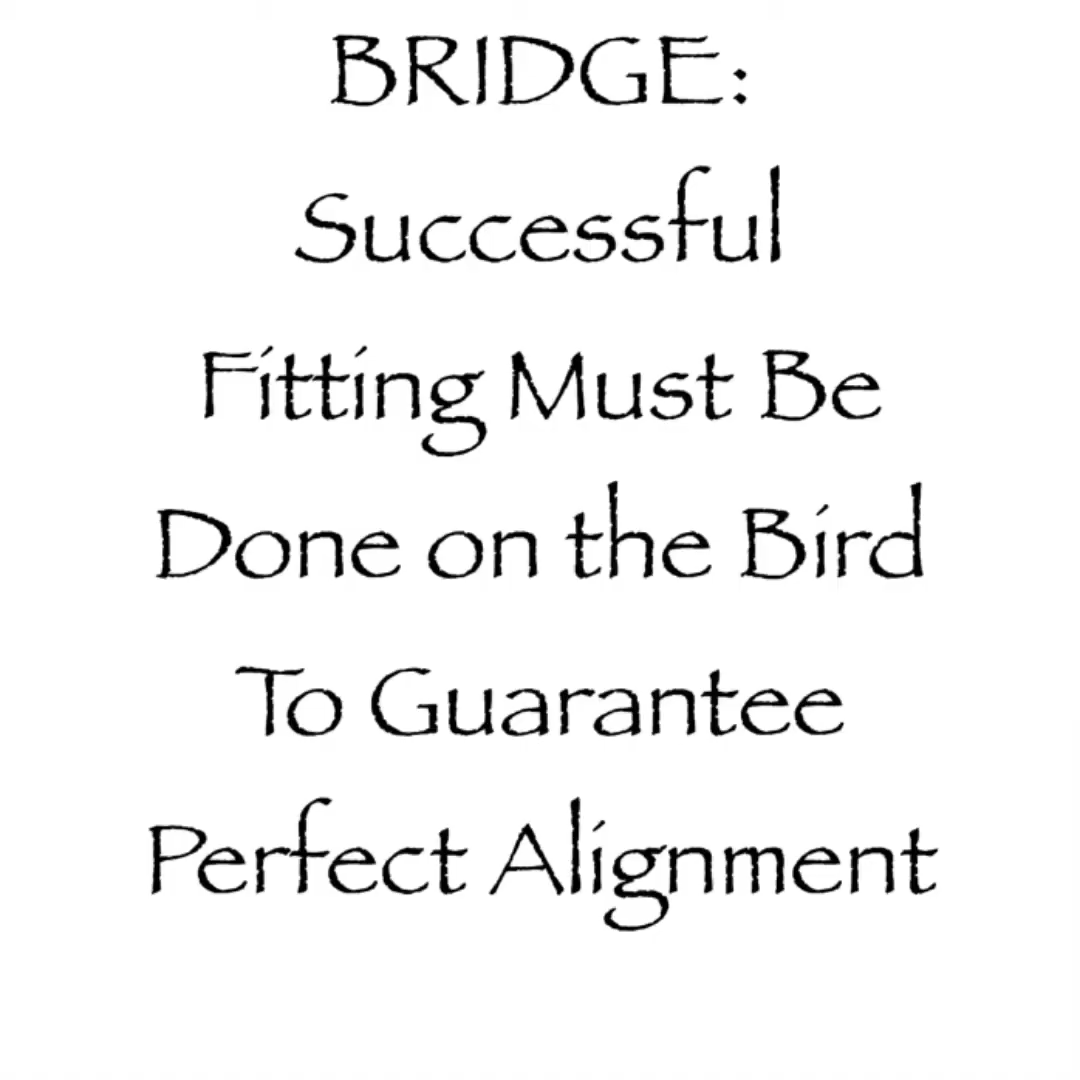 BRIDGE:
Successful
Fitting Must Be
Done on the Bird
To Guarantee
Perfect Alignment